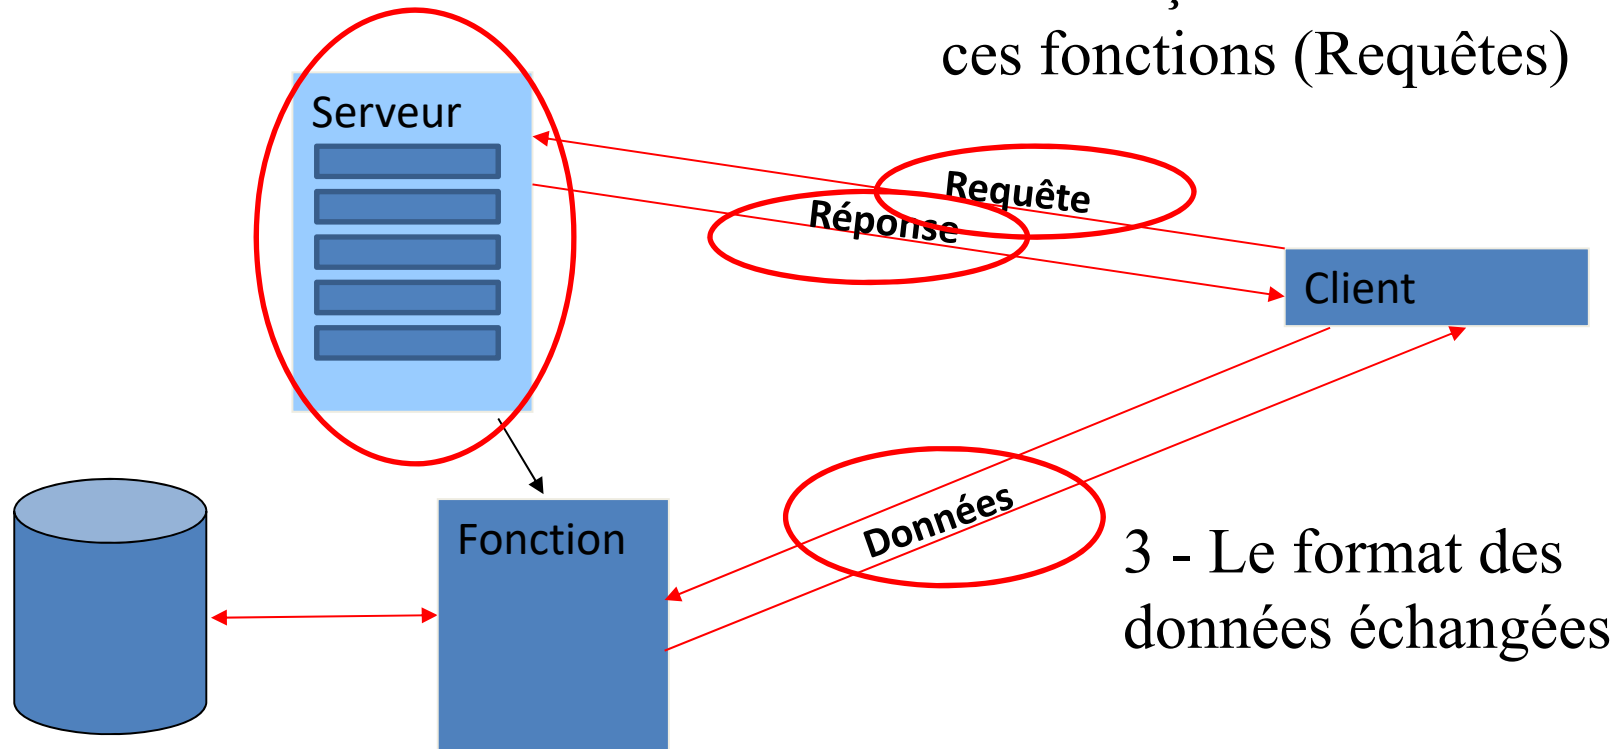 ces fonctions (Requêtes)
Serveur
Requête
Réponse
Client
Données
Fonction
3 - Le format des
données échangées